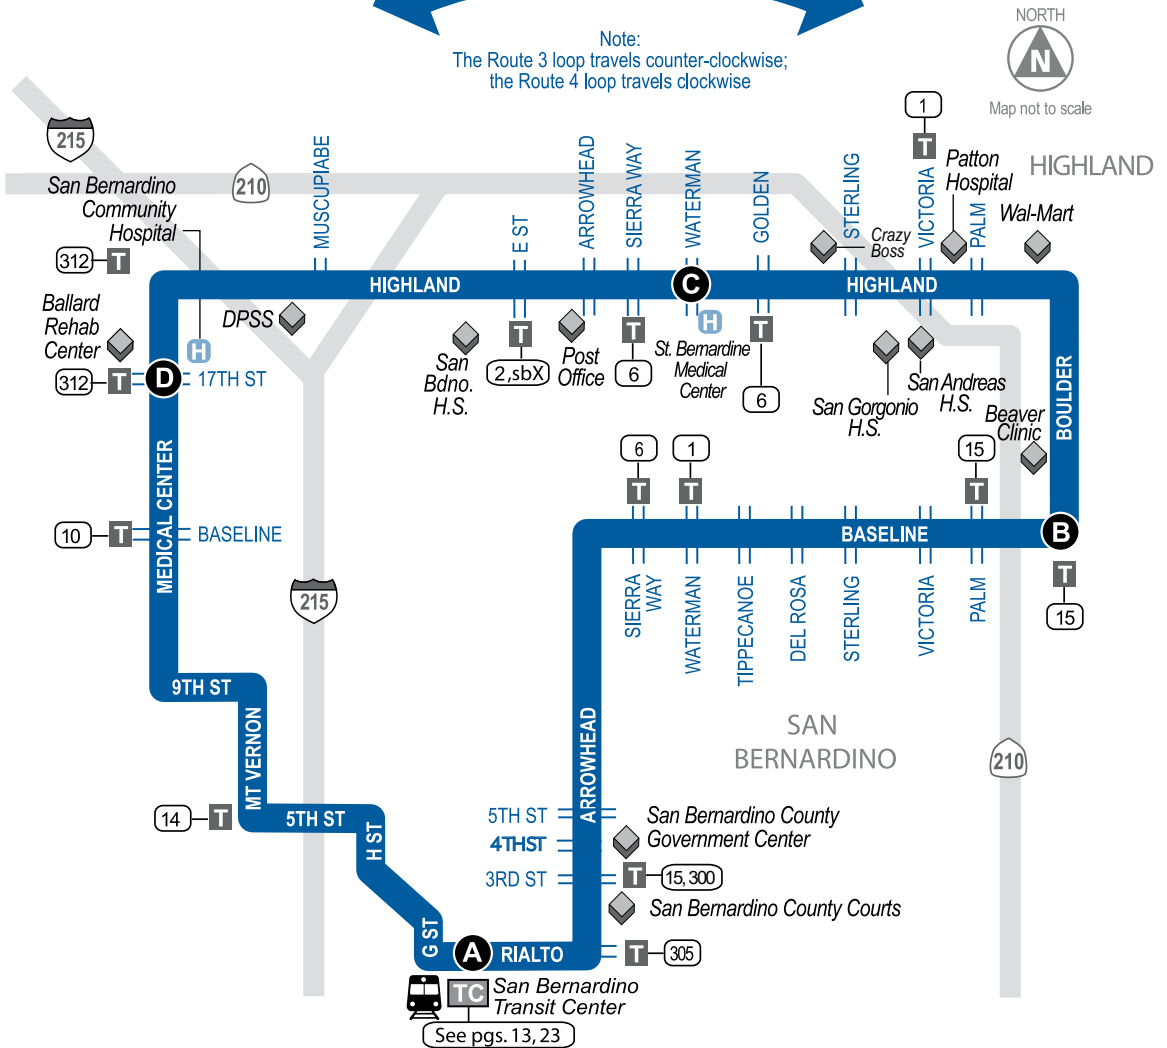 Note:
The Route 3 loop travels counter-clockwise;
the Route 4 loop travels clockwise
NORTH
N
Map not to scale
215
210
San Bernardino
Community
Hospital
312
T
MUSCUPIABE
E ST
ARROWHEAD
SIERRA WAY
WATERMAN
GOLDEN
STERLING
Crazy
Boss
1
T
VICTORIA
Patton
Hospital
PALM
HIGHLAND
Wal-Mart
HIGHLAND
C
HIGHLAND
Ballard
Rehab
Center
H
DPSS
San
Bdno.
H.S.
T
2,sbX
Post
Office
T
6
H
St. Bernardine
Medical
Center
T
6
San Gorgonio
H.S.
San Andreas
H.S.
Beaver
Clinic
BOULDER
312
T
D
17TH ST
MEDICAL CENTER
10
T
BASELINE
6
T
1
T
15
T
BASELINE
B
T
15
SIERRA
WAY
WATERMAN
TIPPECANOE
DEL ROSA
STERLING
VICTORIA
PALM
215
9TH ST
MT VERNON
14
T
5TH ST
H ST
G ST
ARROWHEAD
SAN
BERNARDINO
210
5TH ST
4THST
3RD ST
San Bernardino County
Government Center
T
15, 300
San Bernardino County Courts
A
RIALTO
T
305
TC
San Bernardino
Transit Center
See pgs. 13, 23